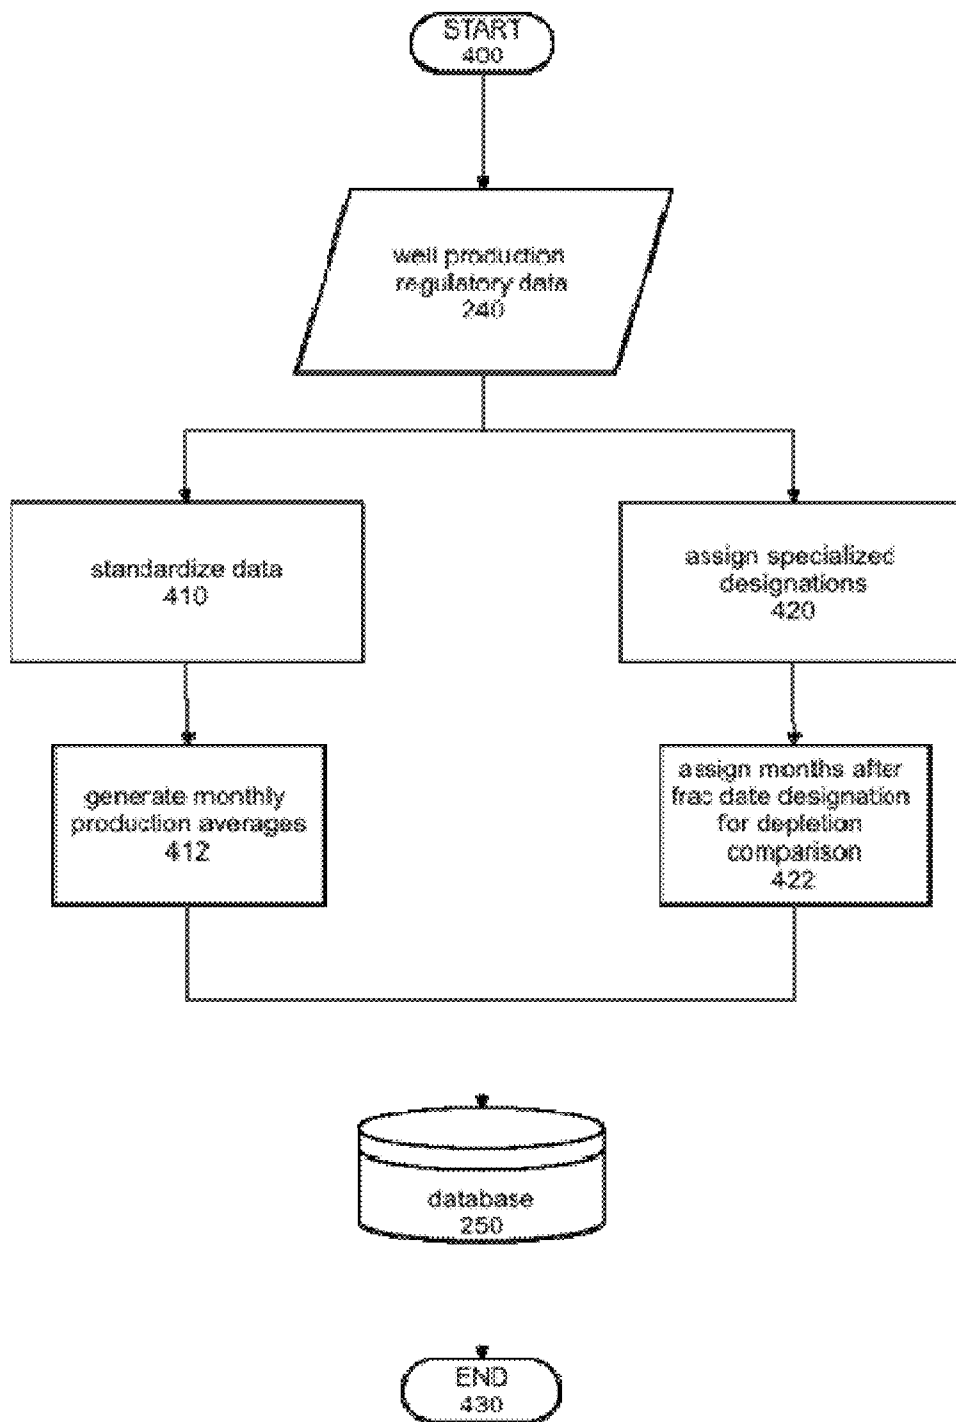 START
400
well production
regulatory data
240
standardize data
410
assign specialized
designations
420
generate monthly
production averages
412
assign months after
frac date designation
for depletion
comparison
422
database
250
END
430